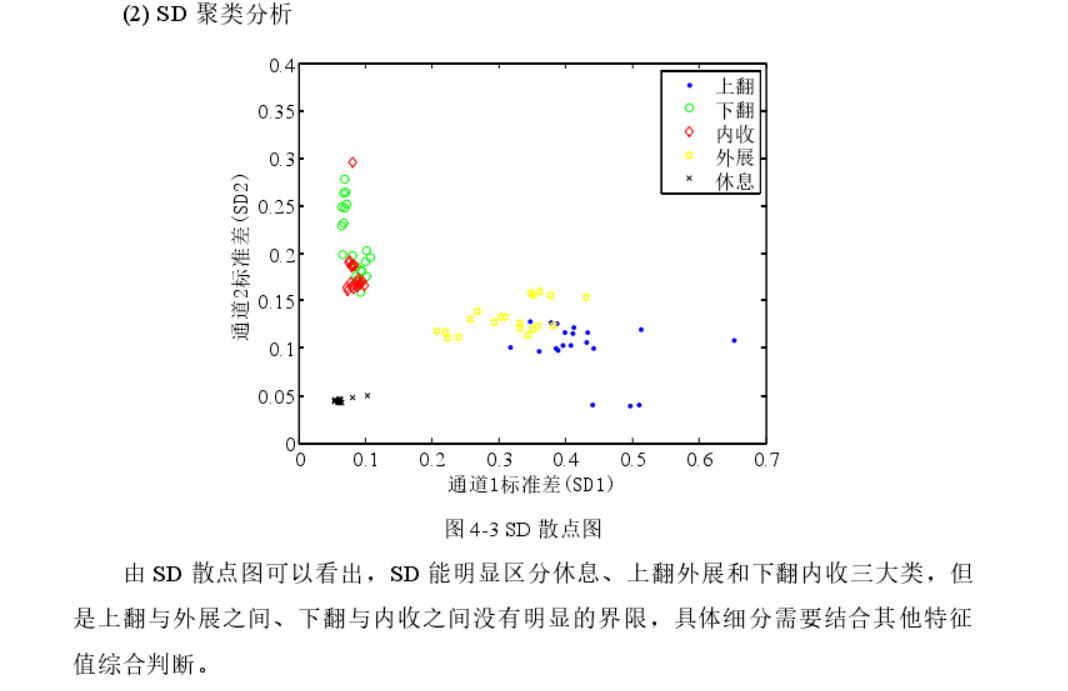 (2) SD 聚类分析
0.4
0.35
0.3
0.25
0.2
0.15
0.1
0.05
0
通道2标准差(SD2)
上翻
下翻
内收
外展
休息
0 0.1 0.2 0.3 0.4 0.5 0.6 0.7
通道1标准差(SD1)
图 4-3 SD 散点图
由 SD 散点图可以看出，SD 能明显区分休息、上翻外展和下翻内收三大类，但
是上翻与外展之间、下翻与内收之间没有明显的界限，具体细分需要结合其他特征
值综合判断。